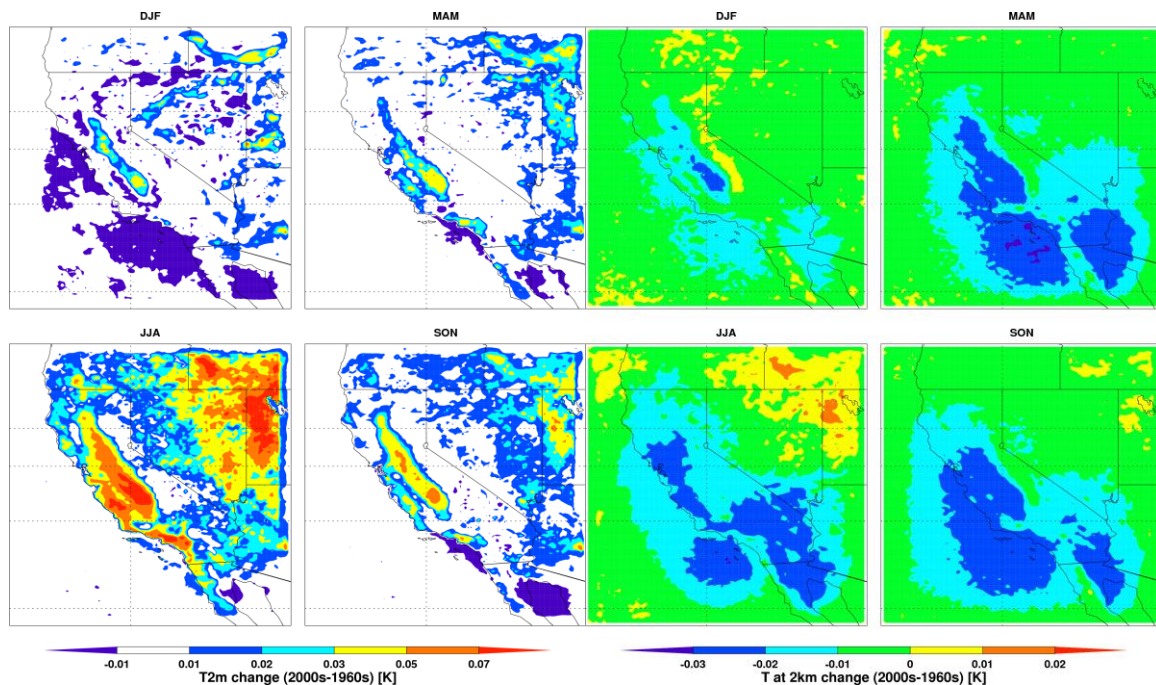 DJF MAM DJF MAM
JJA SON JJA SON
-0.01 0.01 0.02 0.03 0.05 0.07 -0.03 -0.02 -0.01 0 0.01 0.02
T2m change (2000s-1960s) [K] T at 2km change (2000s-1960s) [K]